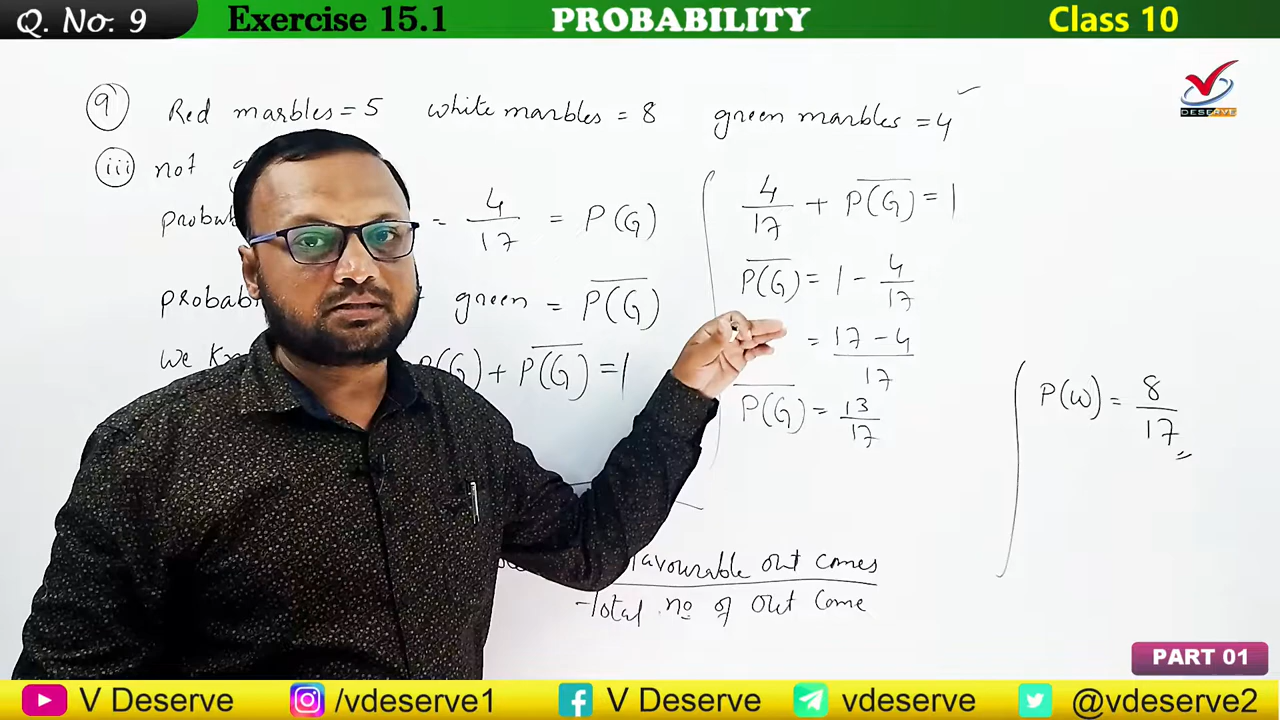 Q. No. 9 Exercise 15.1 PROBABILITY Class 10
DESERVE
9 Red marbles = 5 white marbles = 8 green marbles = 4
iii not
= 4/17 = P(G)
green = P̅(̅G̅)̅
We P(G) + P̅(̅G̅)̅ = 1
4/17 + P̅(̅G̅)̅ = 1
P̅(̅G̅)̅ = 1 - 4/17
= 17 - 4/17
P̅(̅G̅)̅ = 13/17
P(W) = 8/17
favourable out comes
Total no of out come
PART 01
V Deserve /vdeserve1 V Deserve vdeserve @vdeserve2